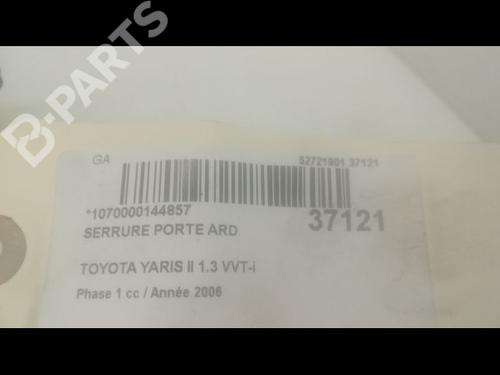 B-PARTS
GA
52721901 37121
*1070000144857
37121
SERRURE PORTE ARD
TOYOTA YARIS II 1.3 VVT-i
Phase 1 cc / Année 2006